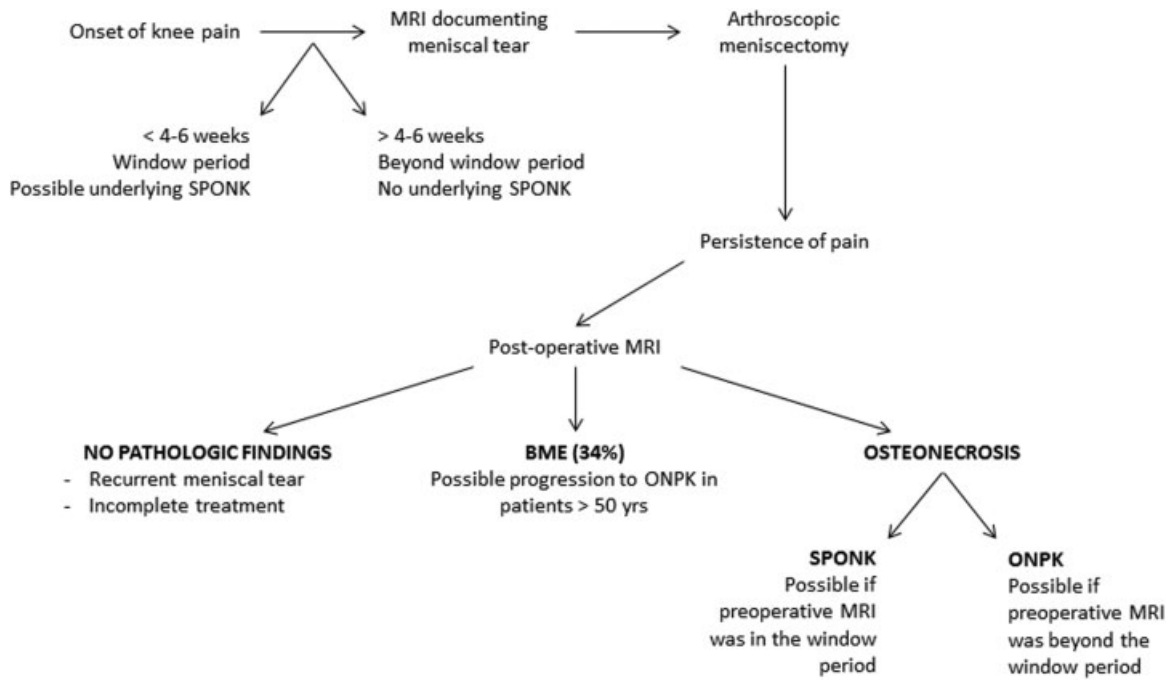 Onset of knee pain
MRI documenting
meniscal tear
Arthroscopic
meniscectomy
< 4-6 weeks
Window period
Possible underlying SPONK
> 4-6 weeks
Beyond window period
No underlying SPONK
Persistence of pain
Post-operative MRI
NO PATHOLOGIC FINDINGS
- Recurrent meniscal tear
- Incomplete treatment
BME (34%)
Possible progression to ONPK in
patients > 50 yrs
OSTEONECROSIS
SPONK
Possible if
preoperative MRI
was in the window
period
ONPK
Possible if
preoperative MRI
was beyond the
window period